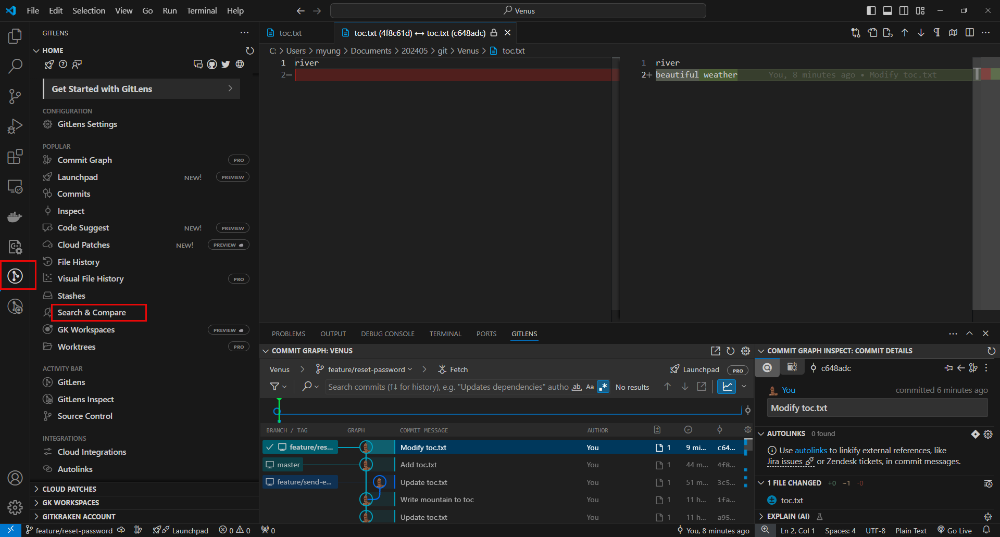 File Edit Selection View Go Run Terminal Help
Venus
GITLENS
HOME
Get Started with GitLens
CONFIGURATION
GitLens Settings
POPULAR
Commit Graph PRO
Launchpad NEW! PREVIEW
Commits
Inspect
Code Suggest NEW! PREVIEW
Cloud Patches NEW! PREVIEW
File History
Visual File History PRO
Stashes
Search & Compare
GK Workspaces PREVIEW
Worktrees PRO
ACTIVITY BAR
GitLens
GitLens Inspect
Source Control
INTEGRATIONS
Cloud Integrations
Autolinks
CLOUD PATCHES
GK WORKSPACES
GITKRAKEN ACCOUNT
toc.txt
toc.txt (4f8c61d) ↔ toc.txt (c648adc)
C: > Users > myung > Documents > 202405 > git > Venus > toc.txt
1 river
2−
1 river
2+ beautiful weather You, 8 minutes ago • Modify toc.txt
PROBLEMS OUTPUT DEBUG CONSOLE TERMINAL PORTS GITLENS
COMMIT GRAPH: VENUS
Venus > feature/reset-password > Fetch
Launchpad PRO
Search commits (↑↓ for history), e.g. "Updates dependencies" autho ab Aa .* No results
BRANCH / TAG GRAPH COMMIT MESSAGE AUTHOR
feature/res... Modify toc.txt You 1 9 mi... c64...
master Add toc.txt You 1 44 m... 4f8...
feature/send-e... Update toc.txt You 1 51 m... 3c5...
Write mountain to toc You 1 11 h... 1fa...
Update toc.txt You 1 11 h... a95...
COMMIT GRAPH INSPECT: COMMIT DETAILS
c648adc
You committed 6 minutes ago
Modify toc.txt
AUTOLINKS 0 found
Use autolinks to linkify external references, like
Jira issues or Zendesk tickets, in commit messages.
1 FILE CHANGED +0 ~1 -0
toc.txt
EXPLAIN (AI)
feature/reset-password Launchpad 0 0 0
You, 8 minutes ago Ln 2, Col 1 Spaces: 4 UTF-8 Plain Text Go Live